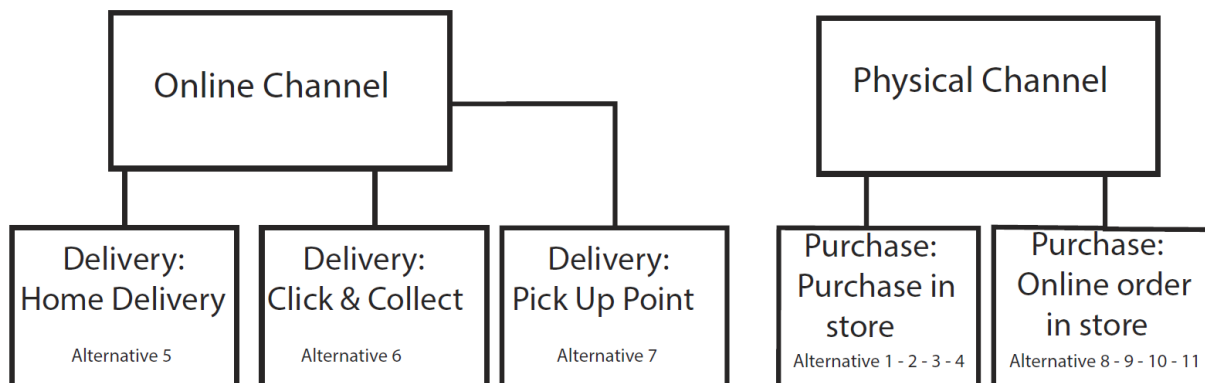 Online Channel
Physical Channel
Delivery:
Home Delivery
Alternative 5
Delivery:
Click & Collect
Alternative 6
Delivery:
Pick Up Point
Alternative 7
Purchase:
Purchase in
store
Alternative 1 - 2 - 3 - 4
Purchase:
Online order
in store
Alternative 8 - 9 - 10 - 11